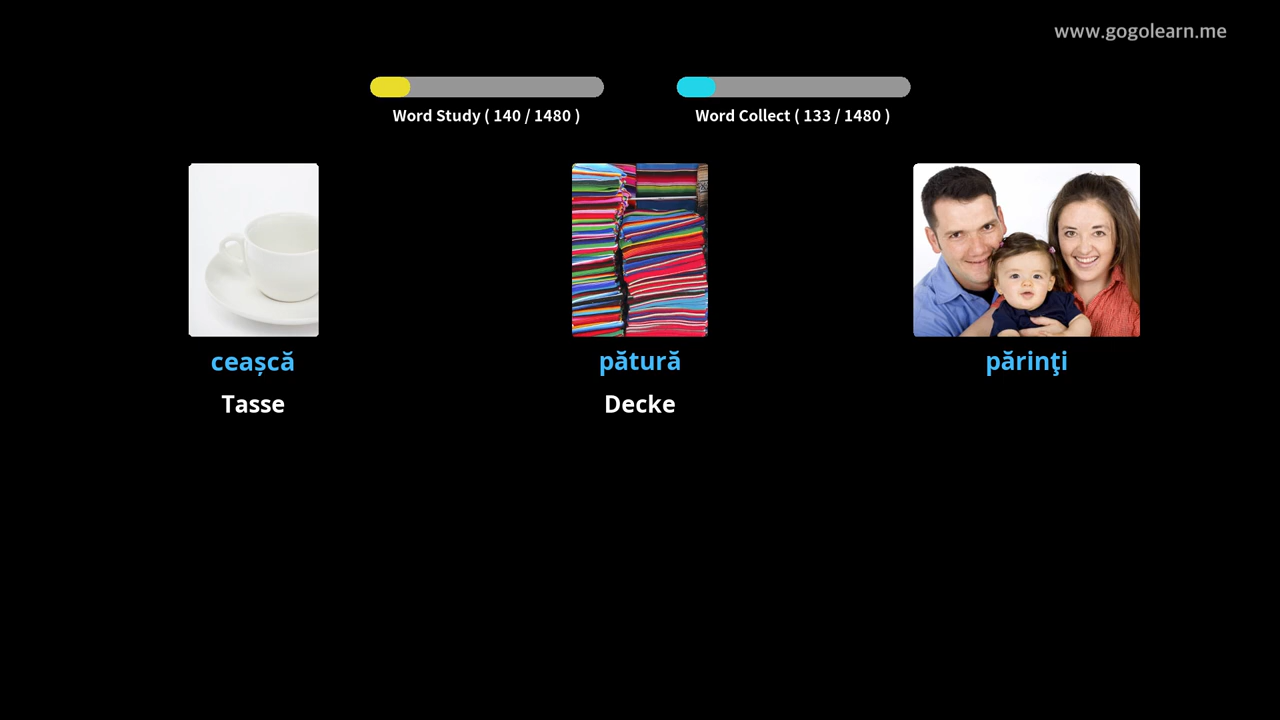 www.gogolearn.me
Word Study ( 140 / 1480 )
Word Collect ( 133 / 1480 )
ceașcă
pătură
părinţi
Tasse
Decke